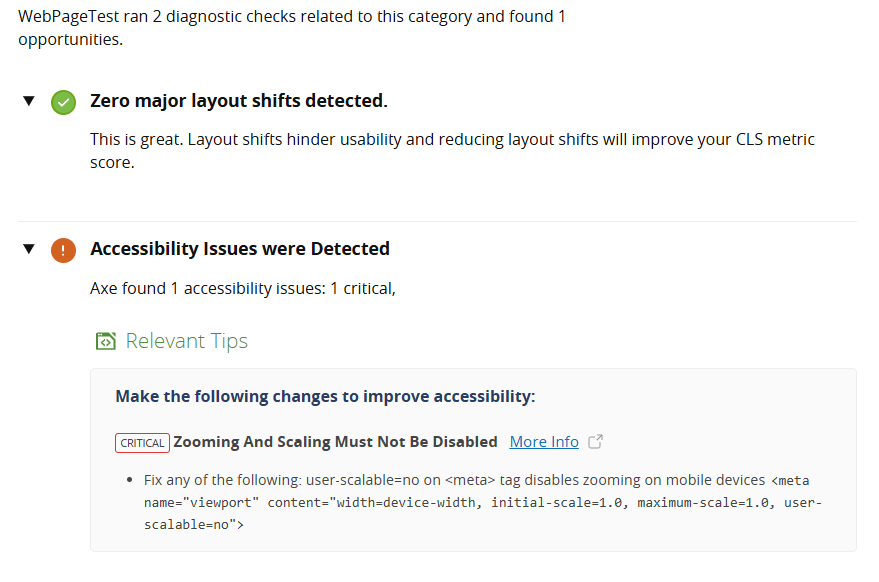 WebPageTest ran 2 diagnostic checks related to this category and found 1
opportunities.
Zero major layout shifts detected.
This is great. Layout shifts hinder usability and reducing layout shifts will improve your CLS metric
score.
Accessibility Issues were Detected
Axe found 1 accessibility issues: 1 critical,
Relevant Tips
Make the following changes to improve accessibility:
CRITICAL Zooming And Scaling Must Not Be Disabled More Info
• Fix any of the following: user-scalable=no on <meta> tag disables zooming on mobile devices <meta
name="viewport" content="width=device-width, initial-scale=1.0, maximum-scale=1.0, user-
scalable=no">